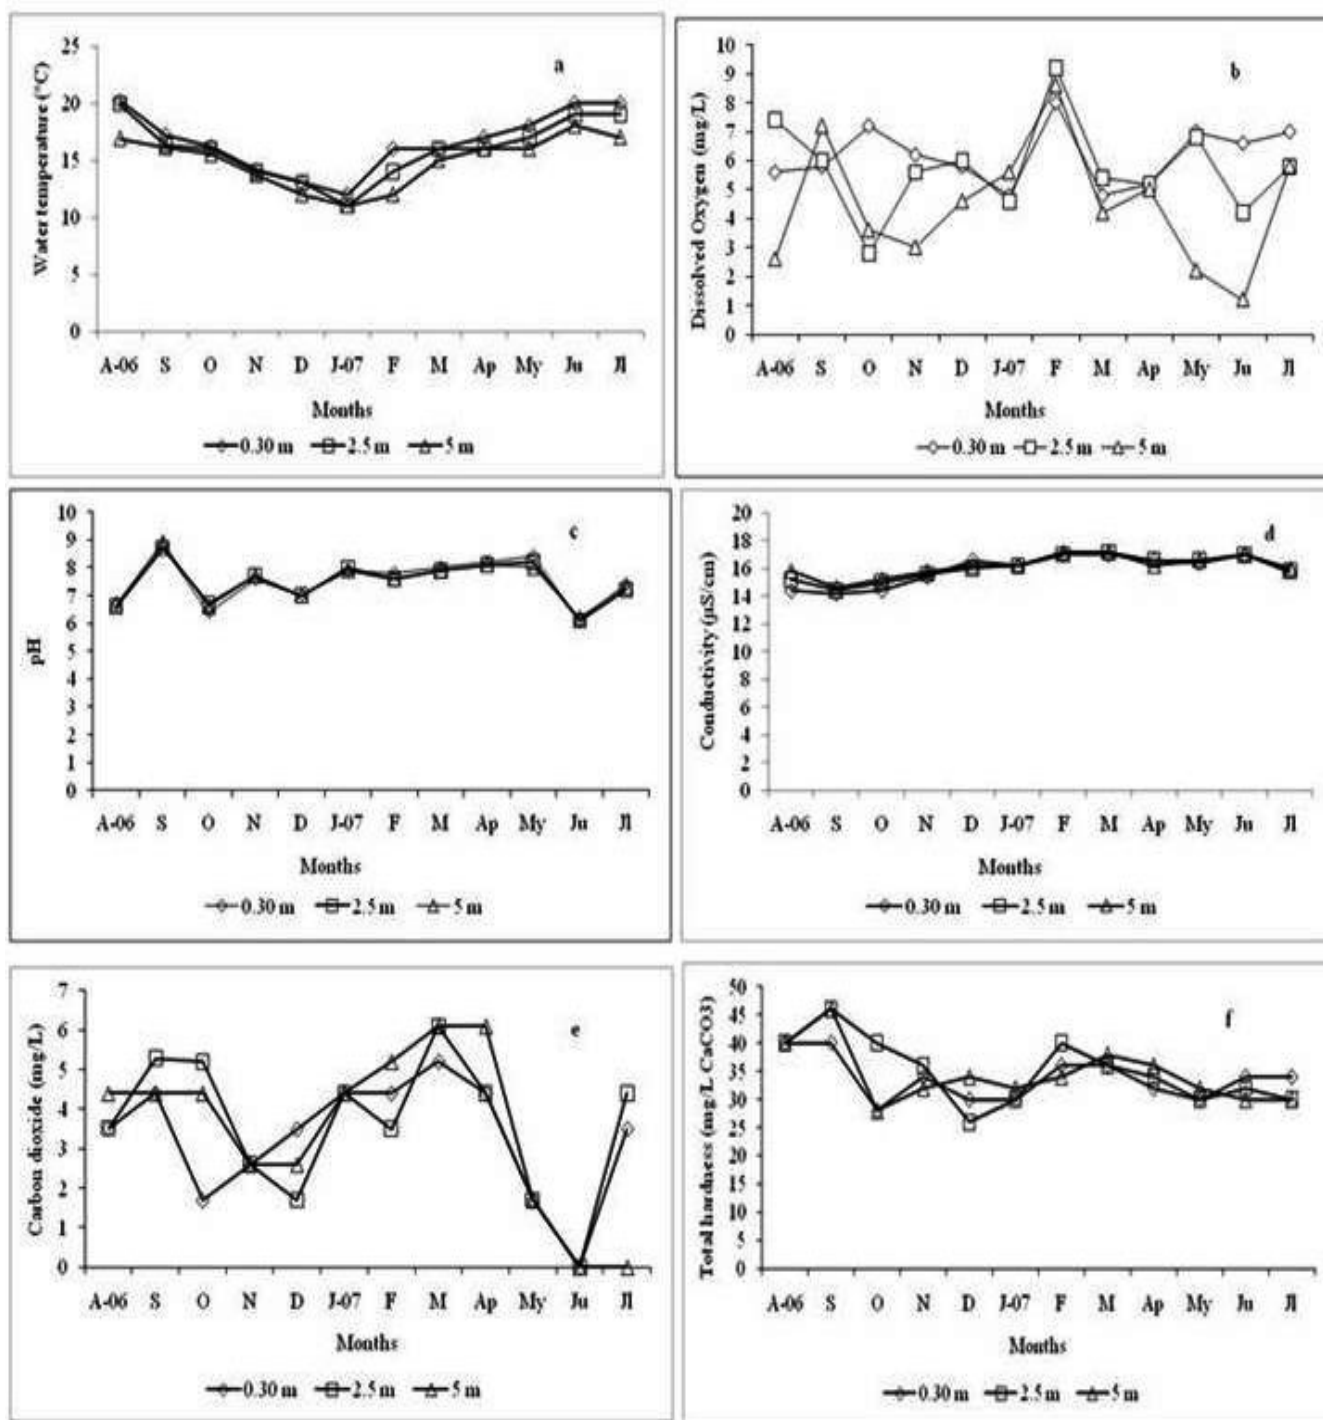 25
20
15
10
5
0
Water temperature (°C)
a
A-06 S O N D J-07 F M Ap My Ju Jl
Months
0.30 m 2.5 m 5 m
10
9
8
7
6
5
4
3
2
1
0
Dissolved Oxygen (mg/L)
b
A-06 S O N D J-07 F M Ap My Ju Jl
Months
0.30 m 2.5 m 5 m
10
9
8
7
6
5
4
3
2
1
0
pH
c
A-06 S O N D J-07 F M Ap My Ju Jl
Months
0.30 m 2.5 m 5 m
20
18
16
14
12
10
8
6
4
2
0
Conductivity (µS/cm)
d
A-06 S O N D J-07 F M Ap My Ju Jl
Months
0.30 m 2.5 m 5 m
7
6
5
4
3
2
1
0
Carbon dioxide (mg/L)
e
A-06 S O N D J-07 F M Ap My Ju Jl
Months
0.30 m 2.5 m 5 m
50
45
40
35
30
25
20
15
10
5
0
Total hardness (mg/L CaCO3)
f
A-06 S O N D J-07 F M Ap My Ju Jl
Months
0.30 m 2.5 m 5 m